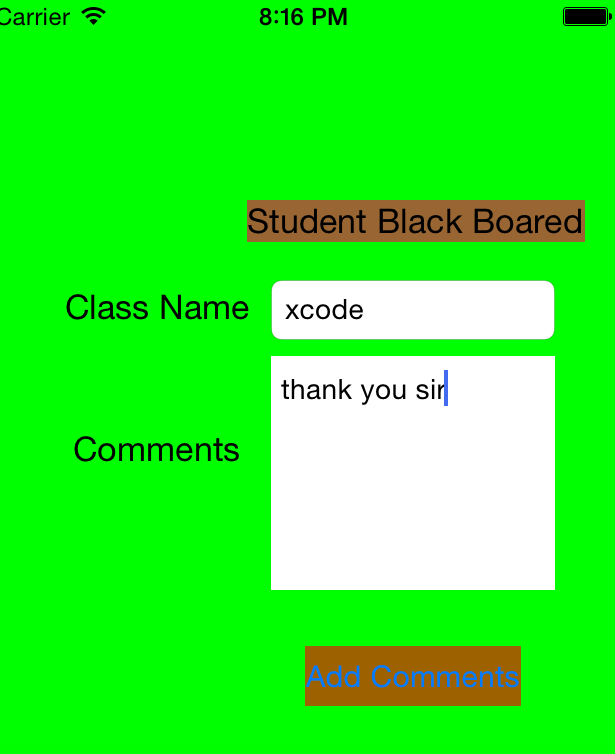 Carrier 8:16 PM
Student Black Boared
Class Name xcode
thank you sir
Comments
Add Comments